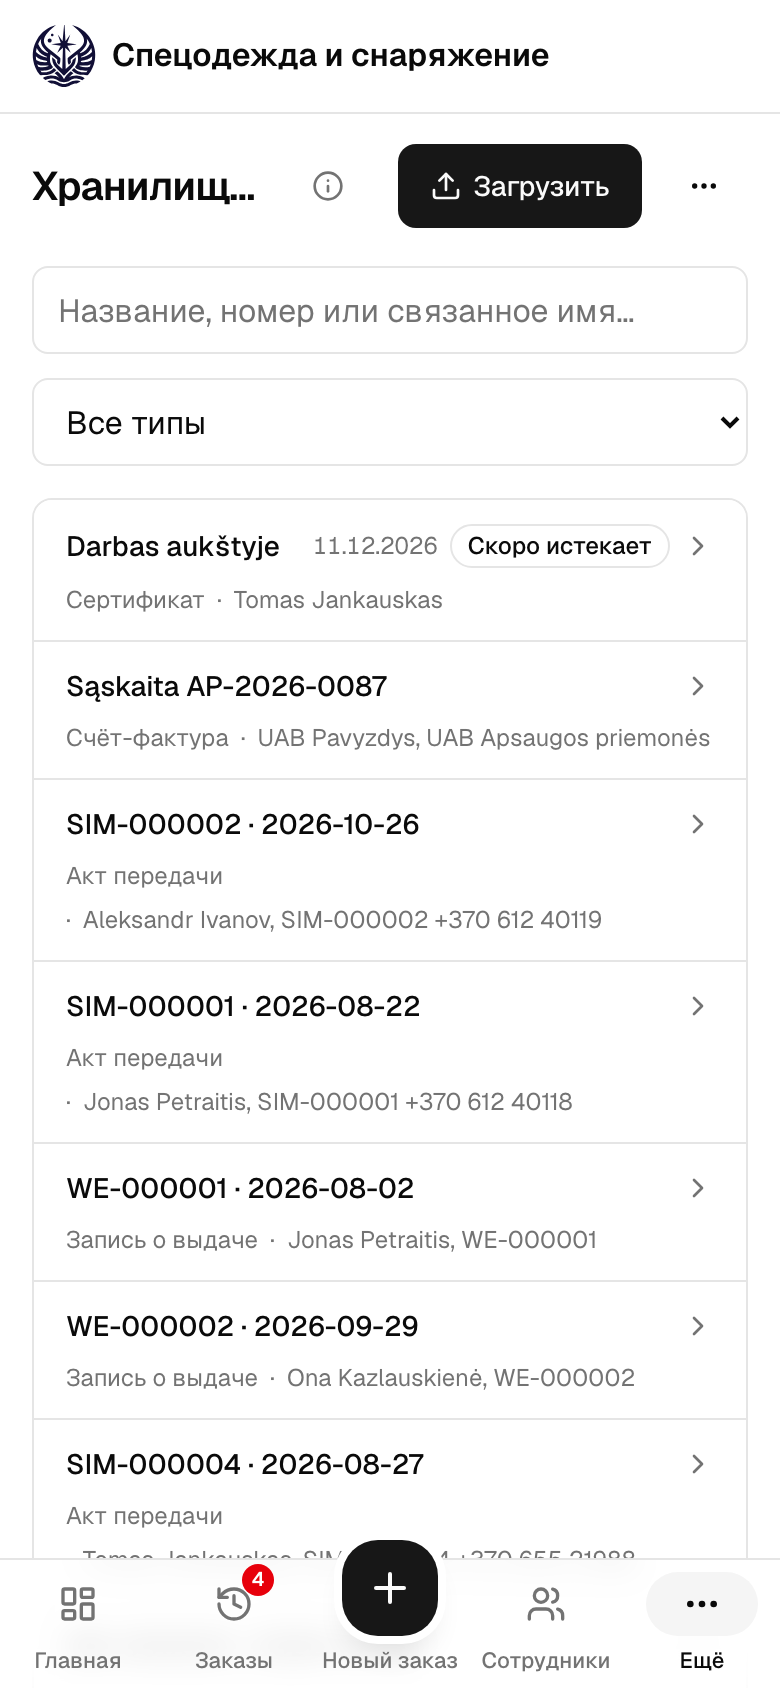 Спецодежда и снаряжение
Хранилищ...
Загрузить
Название, номер или связанное имя...
Все типы
Darbas aukštyje 11.12.2026 Скоро истекает
Сертификат · Tomas Jankauskas
Sąskaita AP-2026-0087
Счёт-фактура · UAB Pavyzdys, UAB Apsaugos priemonės
SIM-000002 · 2026-10-26
Акт передачи
· Aleksandr Ivanov, SIM-000002 +370 612 40119
SIM-000001 · 2026-08-22
Акт передачи
· Jonas Petraitis, SIM-000001 +370 612 40118
WE-000001 · 2026-08-02
Запись о выдаче · Jonas Petraitis, WE-000001
WE-000002 · 2026-09-29
Запись о выдаче · Ona Kazlauskienė, WE-000002
SIM-000004 · 2026-08-27
Акт передачи
4
Главная Заказы Новый заказ Сотрудники Ещё